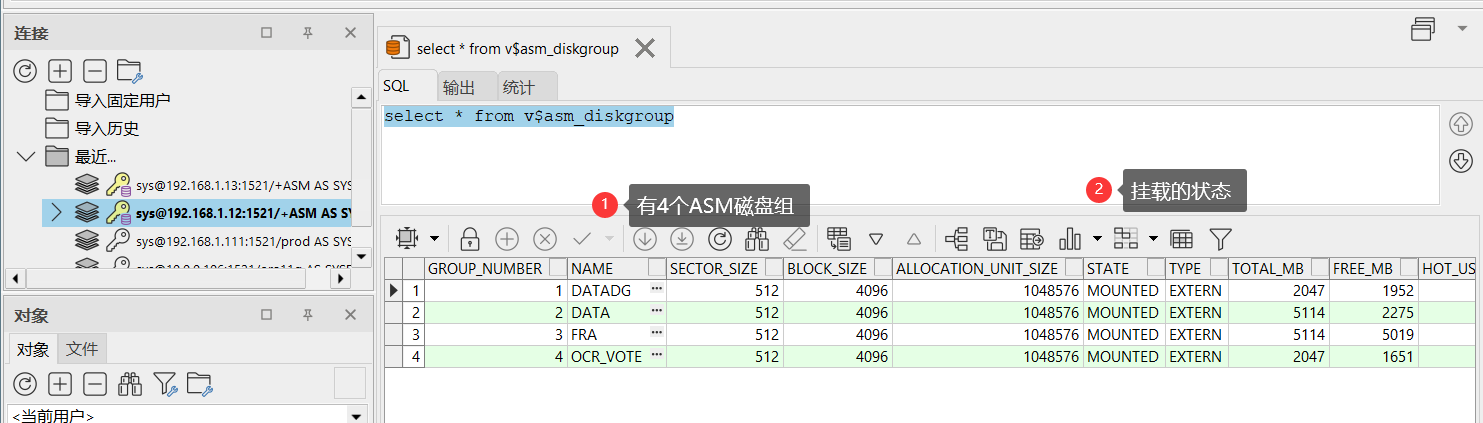 连接
导入固定用户
导入历史
最近...
sys@192.168.1.13:1521/+ASM AS SYS
sys@192.168.1.12:1521/+ASM AS SY
sys@192.168.1.111:1521/prod AS SYS
对象
对象 文件
<当前用户>
select * from v$asm_diskgroup
SQL 输出 统计
select * from v$asm_diskgroup
1 有4个ASM磁盘组
2 挂载的状态
GROUP_NUMBER NAME SECTOR_SIZE BLOCK_SIZE ALLOCATION_UNIT_SIZE STATE TYPE TOTAL_MB FREE_MB HOT_US
1 1 DATADG ... 512 4096 1048576 MOUNTED EXTERN 2047 1952
2 2 DATA ... 512 4096 1048576 MOUNTED EXTERN 5114 2275
3 3 FRA ... 512 4096 1048576 MOUNTED EXTERN 5114 5019
4 4 OCR_VOTE ... 512 4096 1048576 MOUNTED EXTERN 2047 1651